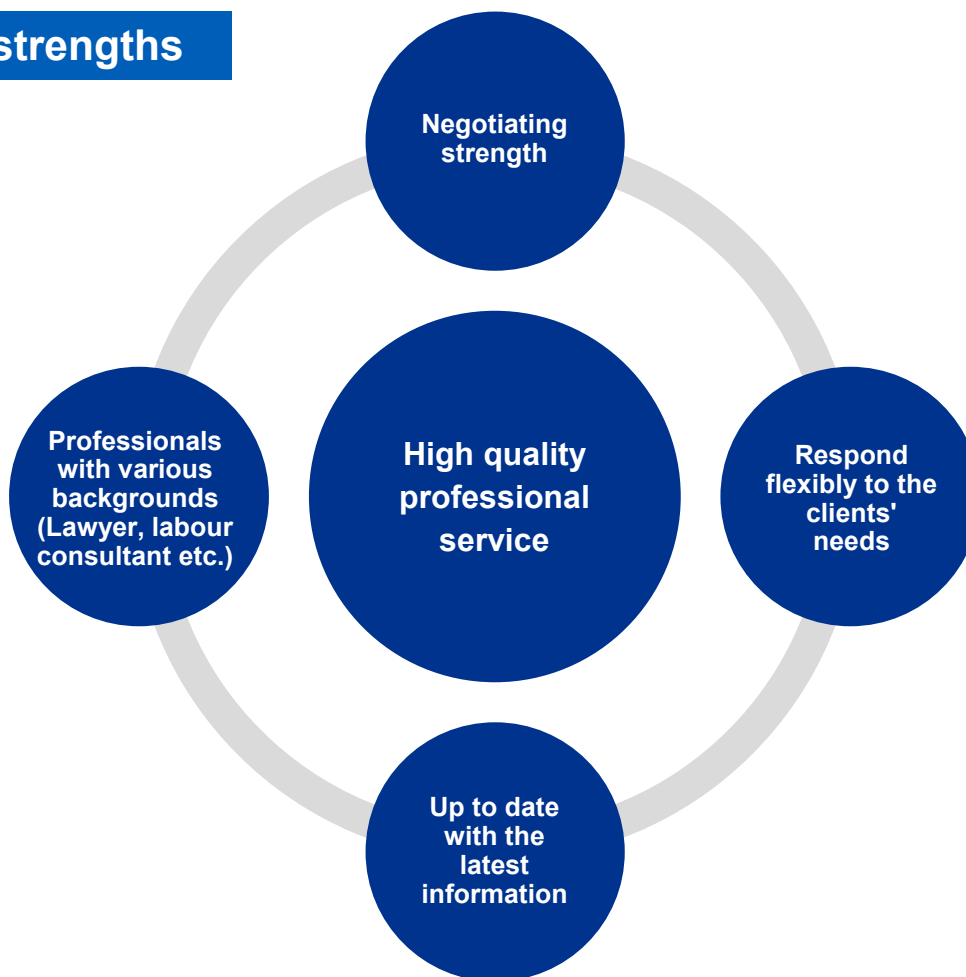 strengths
Negotiating
strength
Professionals
with various
backgrounds
(Lawyer, labour
consultant etc.)
High quality
professional
service
Respond
flexibly to the
clients'
needs
Up to date
with the
latest
information